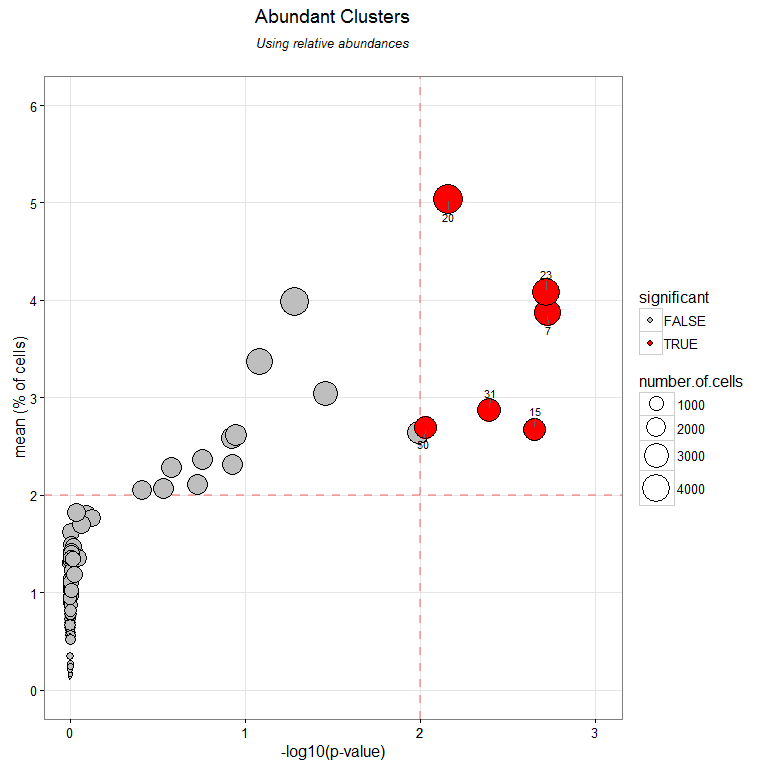 Abundant Clusters
Using relative abundances
6
5
4
3
2
1
0
mean (% of cells)
20
23
7
31
15
50
0
1
2
3
-log10(p-value)
significant
FALSE
TRUE
number.of.cells
1000
2000
3000
4000